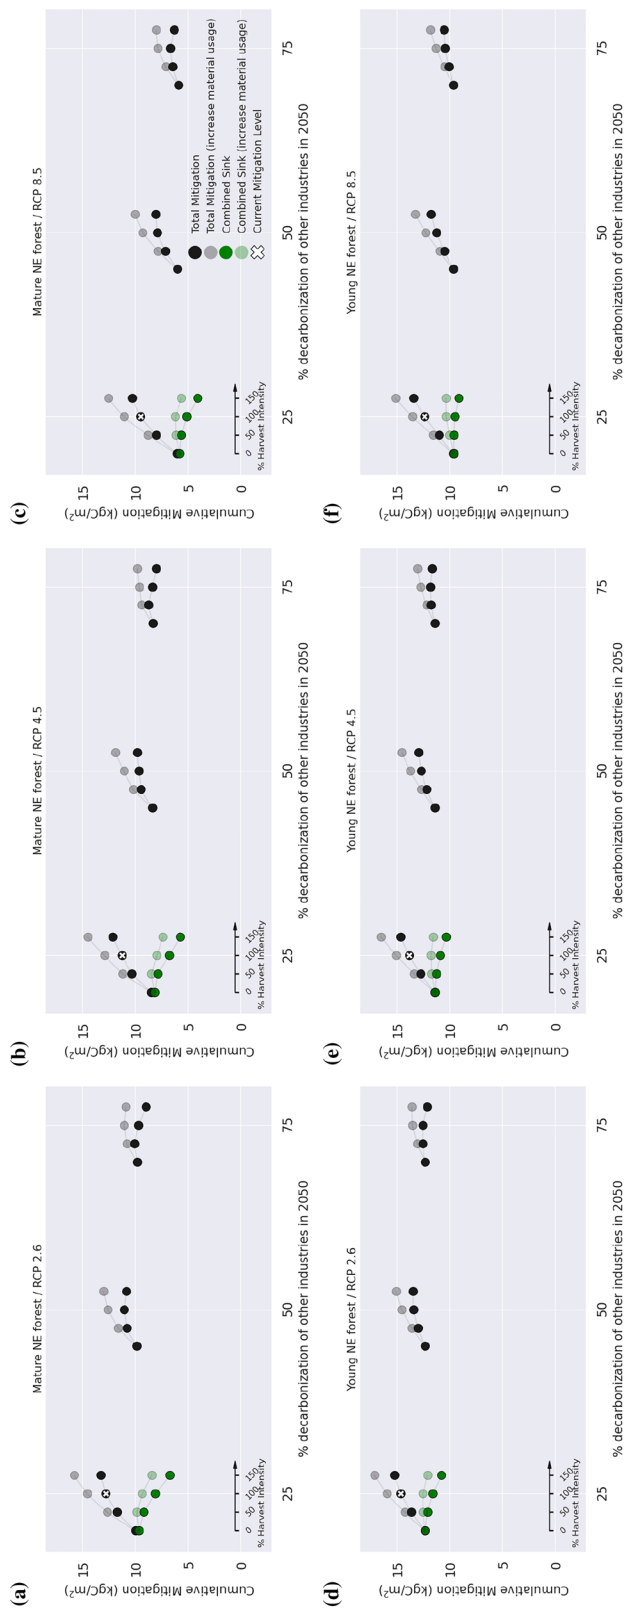 (a)
Mature NE forest / RCP 2.6
Cumulative Mitigation (kgC/m²)
15
10
5
0
0
50
100
150
% Harvest Intensity
25
50
75
% decarbonization of other industries in 2050
(b)
Mature NE forest / RCP 4.5
Cumulative Mitigation (kgC/m²)
15
10
5
0
0
50
100
150
% Harvest Intensity
25
50
75
% decarbonization of other industries in 2050
(c)
Mature NE forest / RCP 8.5
Cumulative Mitigation (kgC/m²)
15
10
5
0
Total Mitigation
Total Mitigation (increase material usage)
Combined Sink
Combined Sink (increase material usage)
Current Mitigation Level
0
50
100
150
% Harvest Intensity
25
50
75
% decarbonization of other industries in 2050
(d)
Young NE forest / RCP 2.6
Cumulative Mitigation (kgC/m²)
15
10
5
0
0
50
100
150
% Harvest Intensity
25
50
75
% decarbonization of other industries in 2050
(e)
Young NE forest / RCP 4.5
Cumulative Mitigation (kgC/m²)
15
10
5
0
0
50
100
150
% Harvest Intensity
25
50
75
% decarbonization of other industries in 2050
(f)
Young NE forest / RCP 8.5
Cumulative Mitigation (kgC/m²)
15
10
5
0
0
50
100
150
% Harvest Intensity
25
50
75
% decarbonization of other industries in 2050